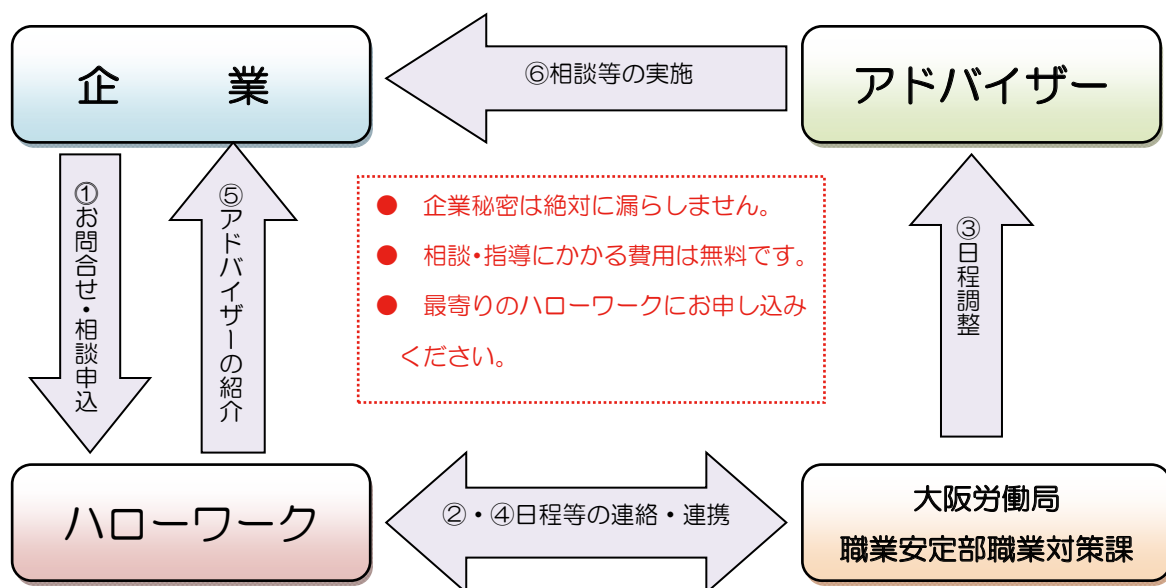 企　業
⑥相談等の実施
アドバイザー
①お問合せ・相談申込
⑤アドバイザーの紹介
● 企業秘密は絶対に漏らしません。
● 相談・指導にかかる費用は無料です。
● 最寄りのハローワークにお申し込み
ください。
③日程調整
ハローワーク
②・④日程等の連絡・連携
大阪労働局
職業安定部職業対策課